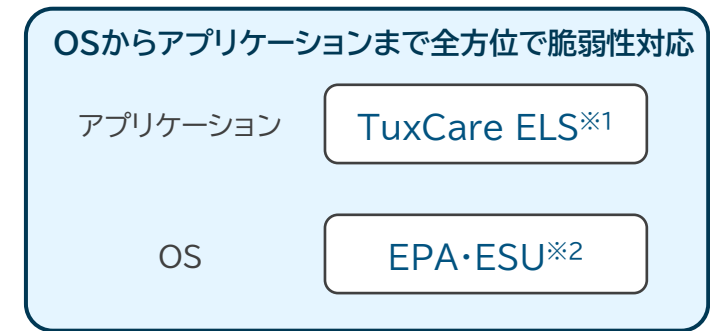 OSからアプリケーションまで全方位で脆弱性対応
アプリケーション TuxCare ELS※1
OS EPA・ESU※2